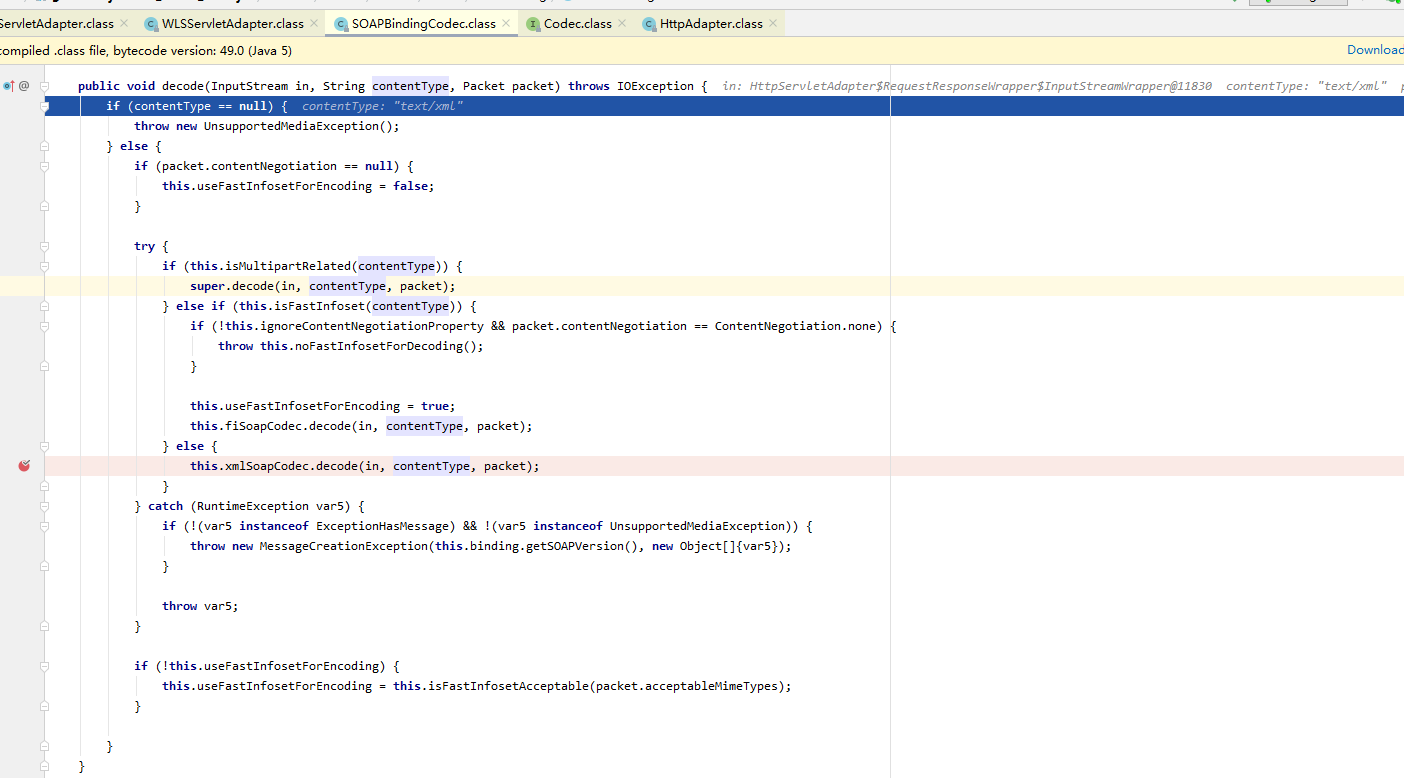 ServletAdapter.class × WLSServletAdapter.class × SOAPBindingCodec.class × Codec.class × HttpAdapter.class ×
compiled .class file, bytecode version: 49.0 (Java 5) Download
public void decode(InputStream in, String contentType, Packet packet) throws IOException { in: HttpServletAdapter$RequestResponseWrapper$InputStreamWrapper@11830 contentType: "text/xml" p
if (contentType == null) { contentType: "text/xml"
throw new UnsupportedMediaException();
} else {
if (packet.contentNegotiation == null) {
this.useFastInfosetForEncoding = false;
}
try {
if (this.isMultipartRelated(contentType)) {
super.decode(in, contentType, packet);
} else if (this.isFastInfoset(contentType)) {
if (!this.ignoreContentNegotiationProperty && packet.contentNegotiation == ContentNegotiation.none) {
throw this.noFastInfosetForDecoding();
}
this.useFastInfosetForEncoding = true;
this.fiSoapCodec.decode(in, contentType, packet);
} else {
this.xmlSoapCodec.decode(in, contentType, packet);
}
} catch (RuntimeException var5) {
if (!(var5 instanceof ExceptionHasMessage) && !(var5 instanceof UnsupportedMediaException)) {
throw new MessageCreationException(this.binding.getSOAPVersion(), new Object[]{var5});
}
throw var5;
}
if (!this.useFastInfosetForEncoding) {
this.useFastInfosetForEncoding = this.isFastInfosetAcceptable(packet.acceptableMimeTypes);
}
}
}